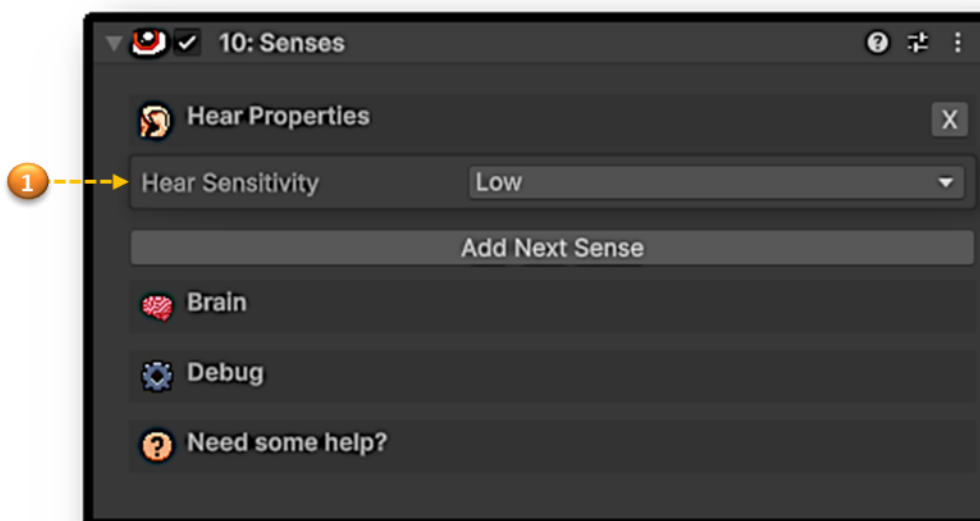 10: Senses
Hear Properties
X
1
Hear Sensitivity
Low
Add Next Sense
Brain
Debug
Need some help?